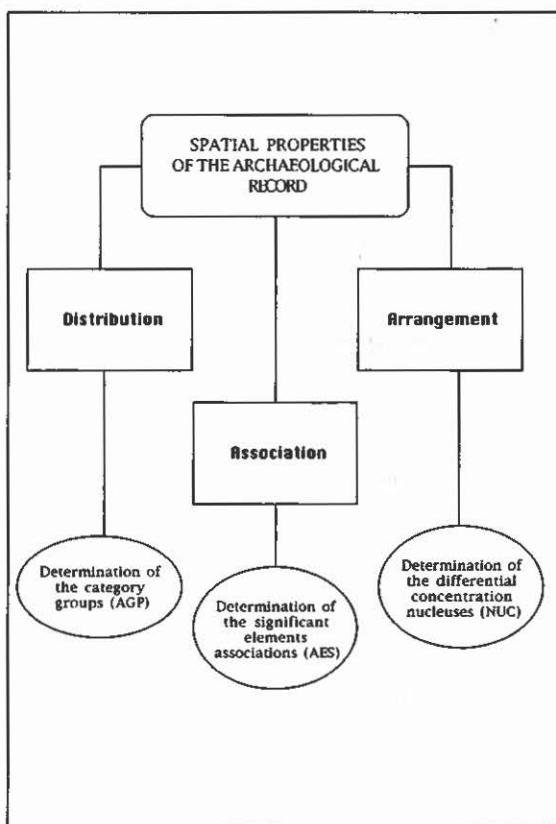 SPATIAL PROPERTIES
OF THE ARCHAEOLOGICAL
RECORD
Distribution
Arrangement
Association
Determination of
the category
groups (AGP)
Determination of
the significant
elements
associations (AES)
Determination of
the differential
concentration
nucleuses (NUC)